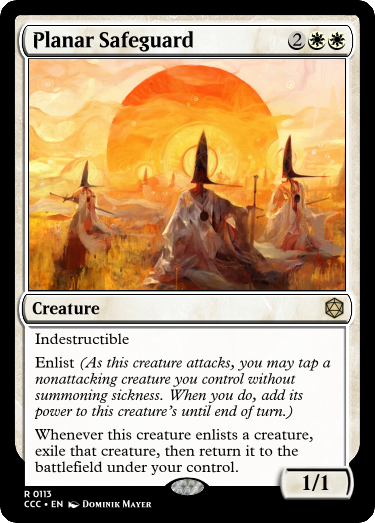 Planar Safeguard 2
Creature
Indestructible
Enlist (As this creature attacks, you may tap a
nonattacking creature you control without
summoning sickness. When you do, add its
power to this creature's until end of turn.)
Whenever this creature enlists a creature,
exile that creature, then return it to the
battlefield under your control.
1/1
R 0113
CCC • EN DOMINIK MAYER